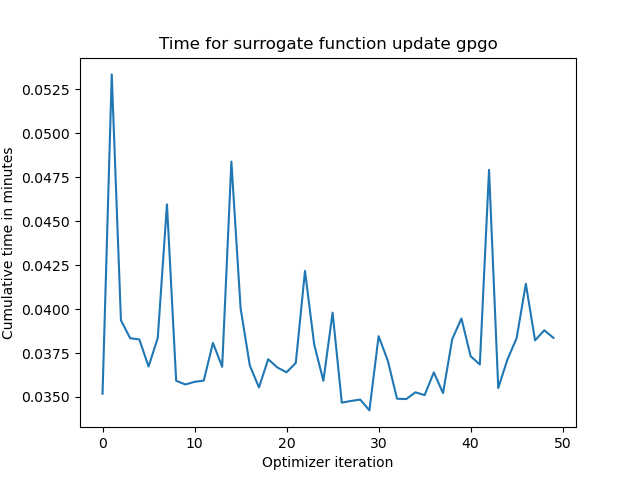 Time for surrogate function update gpgo
Cumulative time in minutes
0.0525
0.0500
0.0475
0.0450
0.0425
0.0400
0.0375
0.0350
0 10 20 30 40 50
Optimizer iteration